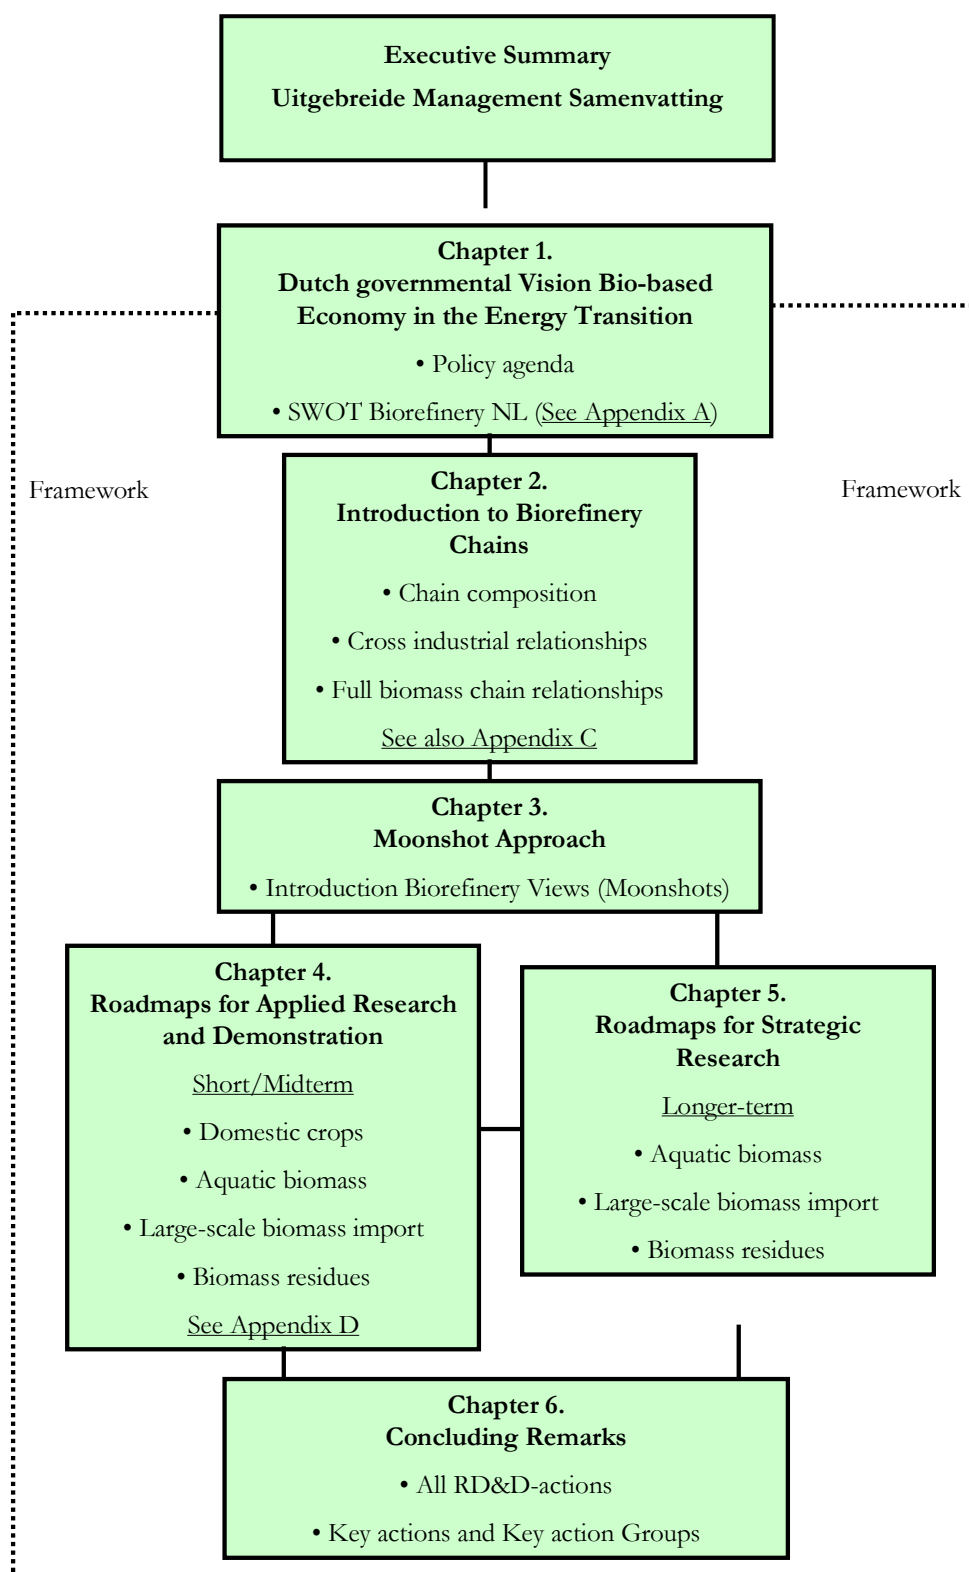 Executive Summary
Uitgebreide Management Samenvatting
Chapter 1.
Dutch governmental Vision Bio-based
Economy in the Energy Transition
• Policy agenda
• SWOT Biorefinery NL (See Appendix A)
Framework
Framework
Chapter 2.
Introduction to Biorefinery
Chains
• Chain composition
• Cross industrial relationships
• Full biomass chain relationships
See also Appendix C
Chapter 3.
Moonshot Approach
• Introduction Biorefinery Views (Moonshots)
Chapter 4.
Roadmaps for Applied Research
and Demonstration
Short/Midterm
• Domestic crops
• Aquatic biomass
• Large-scale biomass import
• Biomass residues
See Appendix D
Chapter 5.
Roadmaps for Strategic
Research
Longer-term
• Aquatic biomass
• Large-scale biomass import
• Biomass residues
Chapter 6.
Concluding Remarks
• All RD&D-actions
• Key actions and Key action Groups